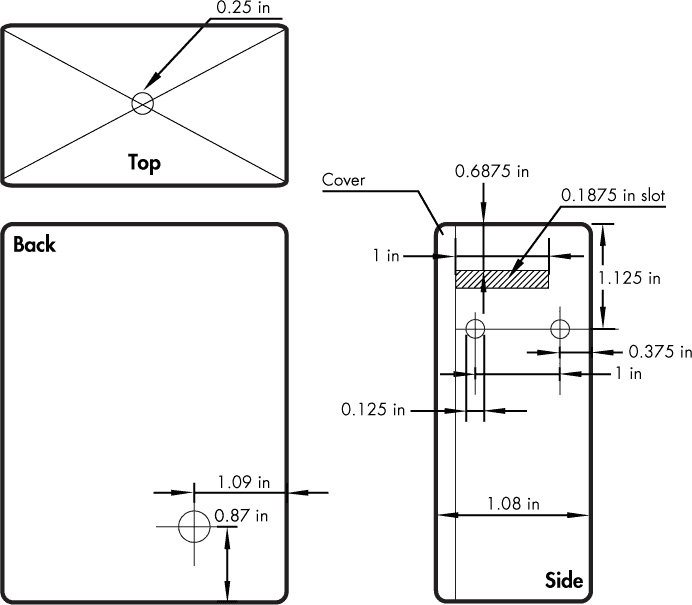 0.25 in
Top
Cover
0.6875 in
0.1875 in slot
Back
1 in
1.125 in
0.375 in
1 in
0.125 in
1.09 in
0.87 in
1.08 in
Side